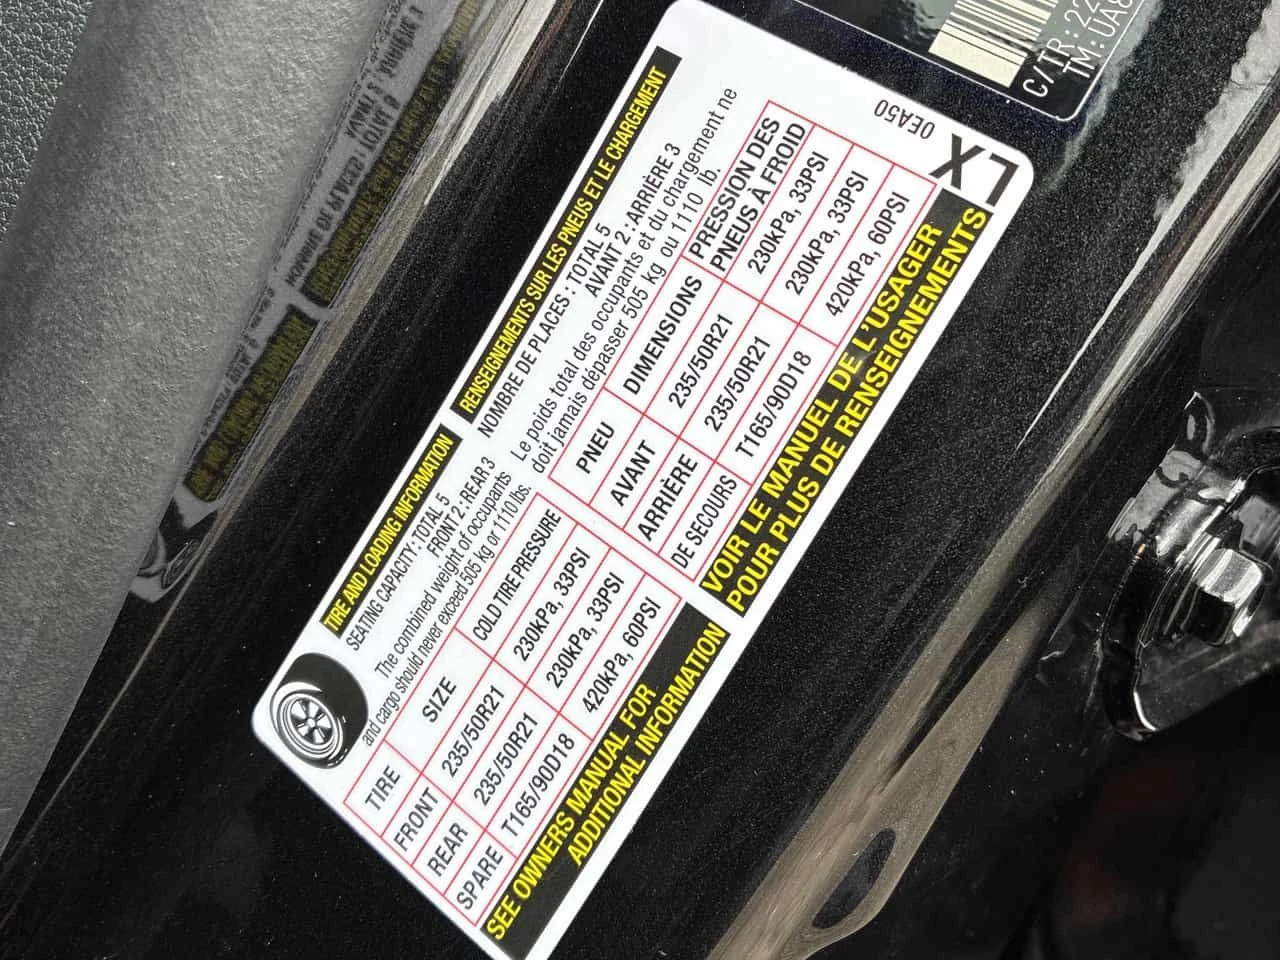 TIRE AND LOADING INFORMATION
SEATING CAPACITY : TOTAL 5
FRONT 2 : REAR 3
The combined weight of occupants
and cargo should never exceed 505 kg or 1110 lbs.
TIRE SIZE COLD TIRE PRESSURE
FRONT 235/50R21 230kPa, 33PSI
REAR 235/50R21 230kPa, 33PSI
SPARE T165/90D18 420kPa, 60PSI
SEE OWNERS MANUAL FOR
ADDITIONAL INFORMATION
RENSEIGNEMENTS SUR LES PNEUS ET LE CHARGEMENT
NOMBRE DE PLACES : TOTAL 5
AVANT 2 : ARRIÈRE 3
Le poids total des occupants et du chargement ne
doit jamais dépasser 505 kg ou 1110 lb.
PNEU DIMENSIONS PRESSION DES
PNEUS À FROID
AVANT 235/50R21 230kPa, 33PSI
ARRIÈRE 235/50R21 230kPa, 33PSI
DE SECOURS T165/90D18 420kPa, 60PSI
VOIR LE MANUEL DE L'USAGER
POUR PLUS DE RENSEIGNEMENTS
0EA50
LX
C/TR:22
TM:UA8